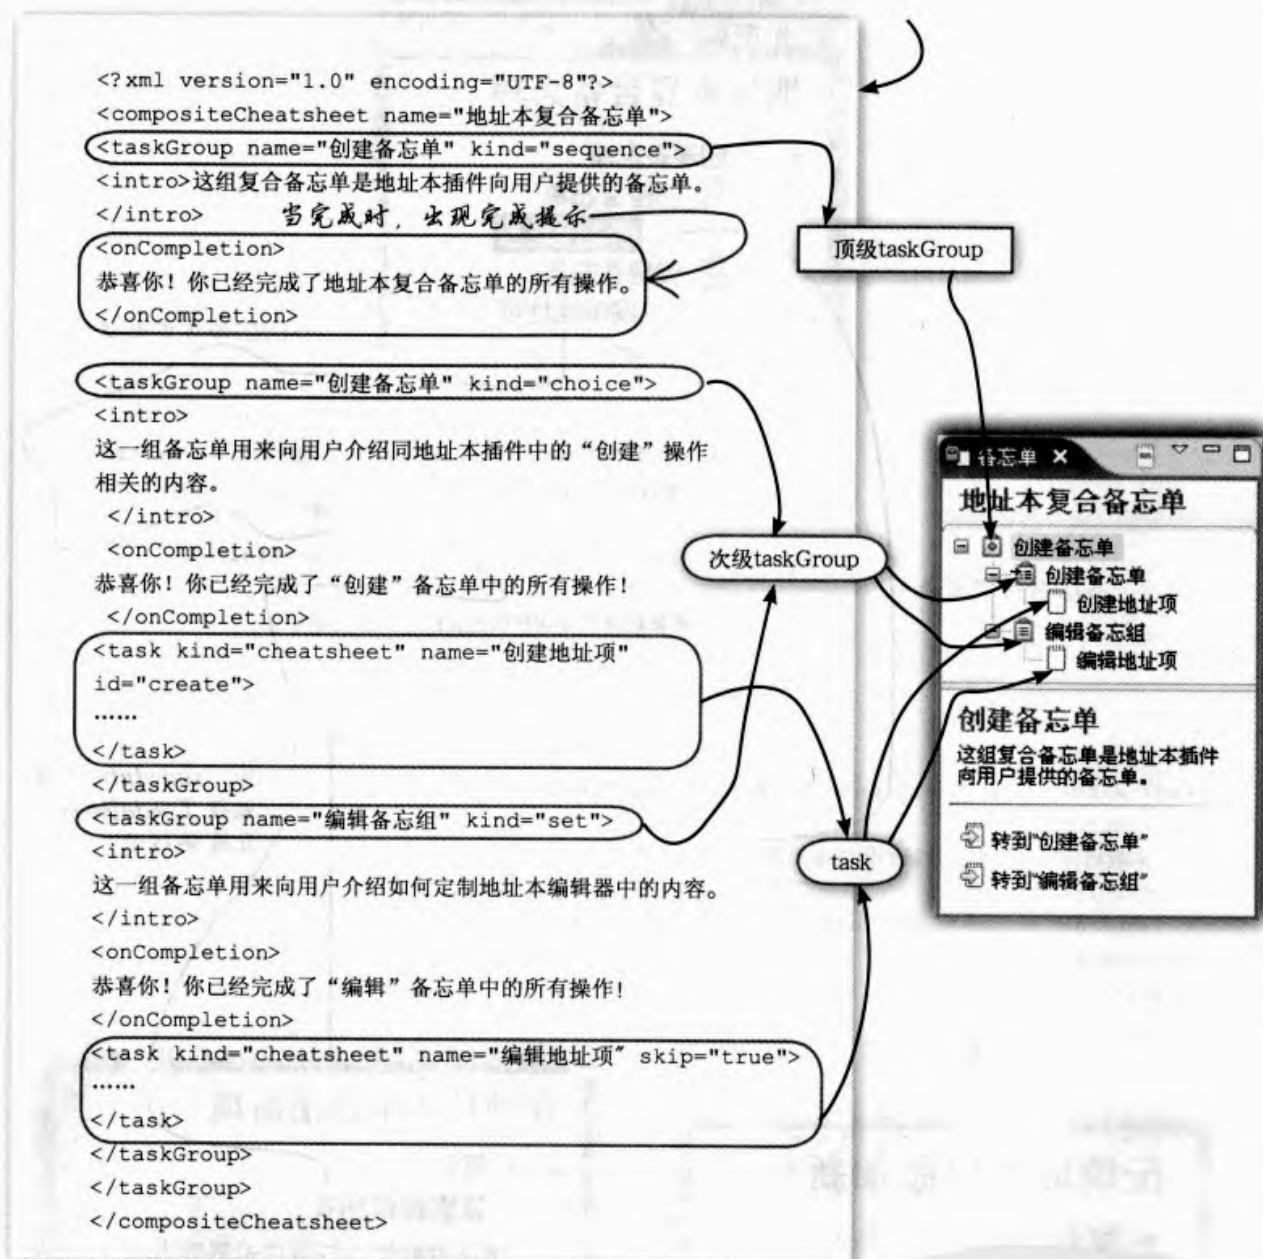 <?xml version="1.0" encoding="UTF-8"?>
<compositeCheatsheet name="地址本复合备忘单">
<taskGroup name="创建备忘单" kind="sequence">
<intro>这组复合备忘单是地址本插件向用户提供的备忘单。
</intro>
当完成时，出现完成提示
<onCompletion>
恭喜你！你已经完成了地址本复合备忘单的所有操作。
</onCompletion>
<taskGroup name="创建备忘单" kind="choice">
<intro>
这一组备忘单用来向用户介绍同地址本插件中的“创建”操作
相关的内容。
</intro>
<onCompletion>
恭喜你！你已经完成了“创建”备忘单中的所有操作！
</onCompletion>
<task kind="cheatsheet" name="创建地址项"
id="create">
……
</task>
</taskGroup>
<taskGroup name="编辑备忘组" kind="set">
<intro>
这一组备忘单用来向用户介绍如何定制地址本编辑器中的内容。
</intro>
<onCompletion>
恭喜你！你已经完成了“编辑”备忘单中的所有操作！
</onCompletion>
<task kind="cheatsheet" name="编辑地址项" skip="true">
……
</task>
</taskGroup>
</taskGroup>
</compositeCheatsheet>
顶级taskGroup
次级taskGroup
task
备忘单
地址本复合备忘单
创建备忘单
创建备忘单
创建地址项
编辑备忘组
编辑地址项
创建备忘单
这组复合备忘单是地址本插件
向用户提供的备忘单。
转到“创建备忘单”
转到“编辑备忘组”